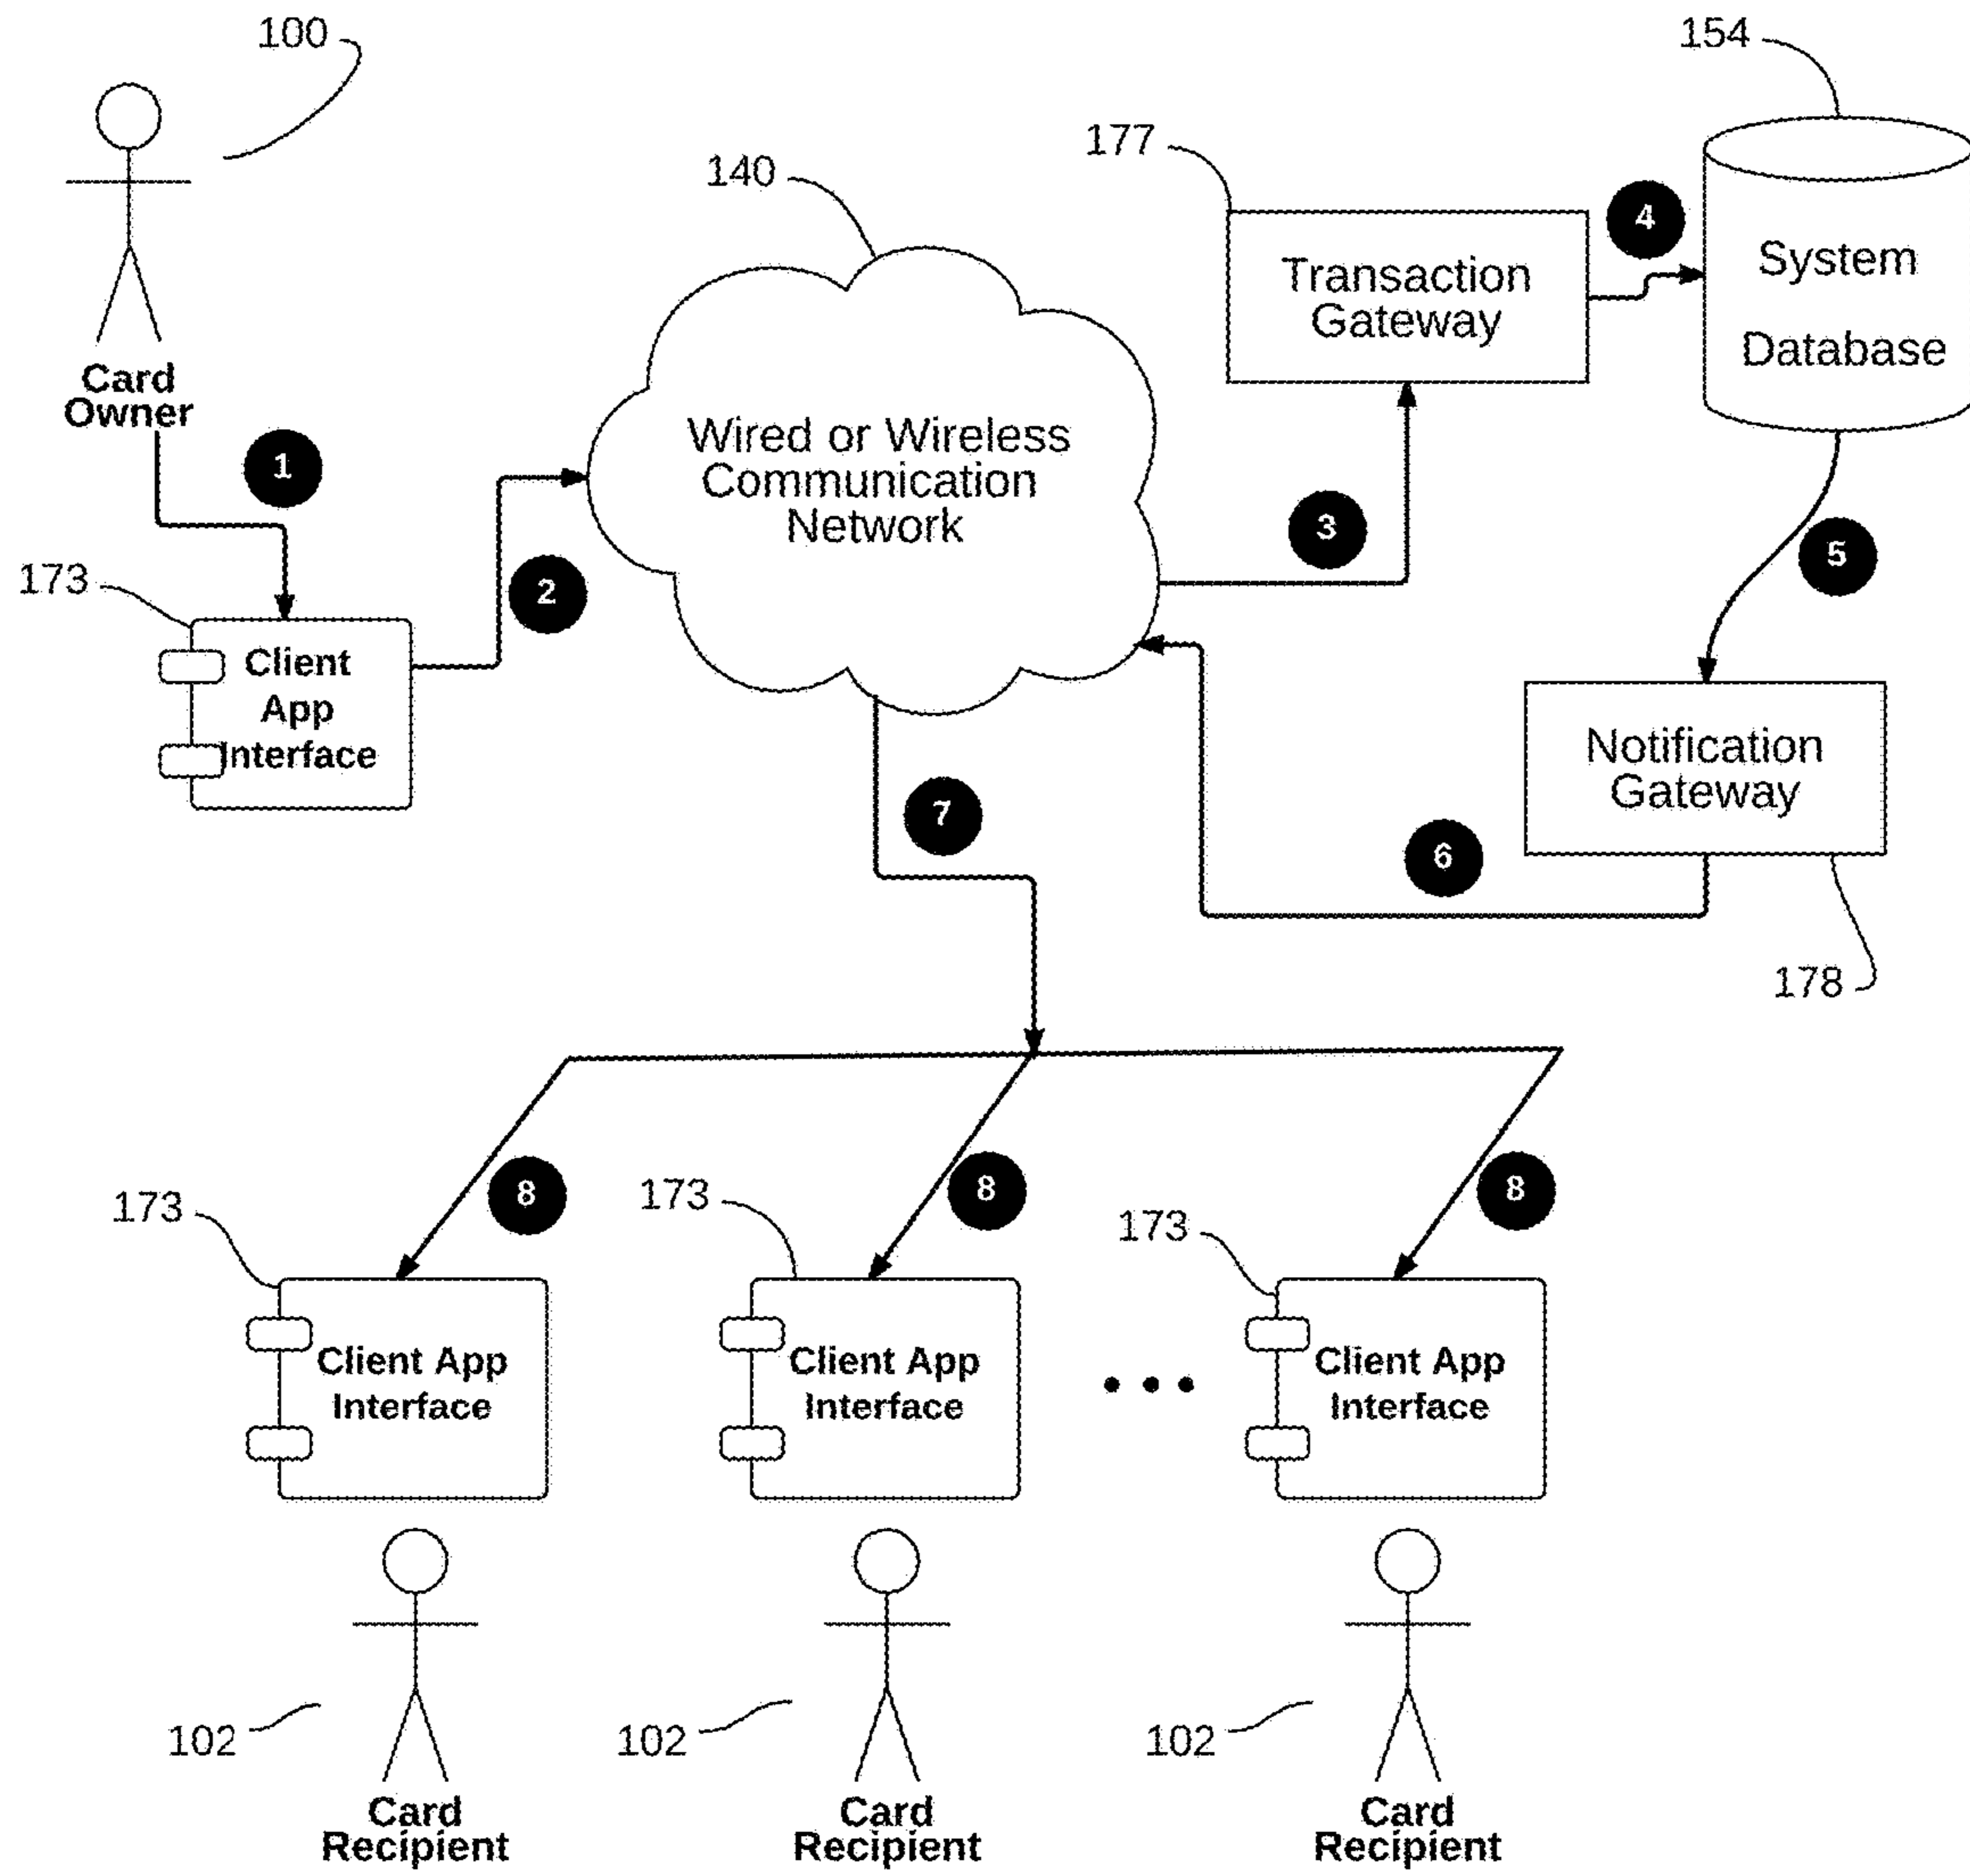 100
154
177
140
4
Transaction
Gateway
System
Database
Card
Owner
Wired or Wireless
Communication
Network
1
3
5
173
2
Client
App
Interface
Notification
Gateway
7
6
178
8
8
8
173
173
173
Client App
Interface
Client App
Interface
Client App
Interface
102
102
102
Card
Recipient
Card
Recipient
Card
Recipient